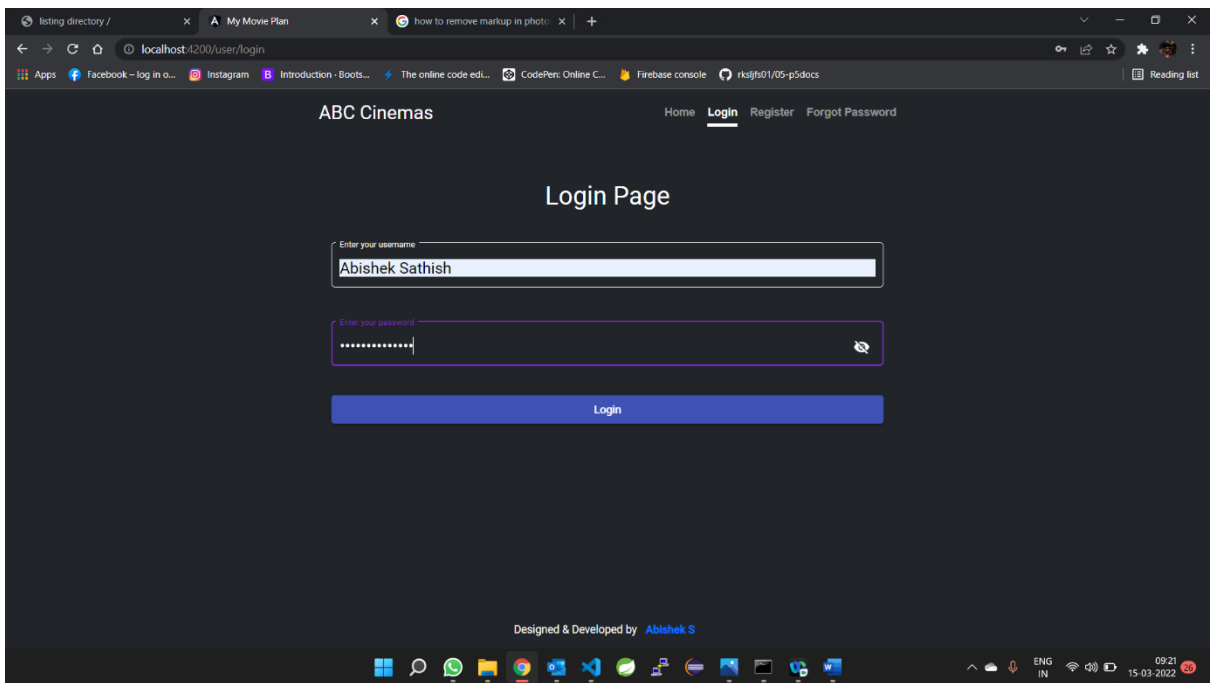 listing directory /
My Movie Plan
how to remove markup in photo
localhost:4200/user/login
Apps Facebook – log in o... Instagram Introduction · Boots... The online code edi... CodePen: Online C... Firebase console rksljfs01/05-p5docs Reading list
ABC Cinemas Home Login Register Forgot Password
Login Page
Enter your username
Abishek Sathish
Enter your password
••••••••••••••
Login
Designed & Developed by Abishek S
ENG
IN
09:21
15-03-2022
26